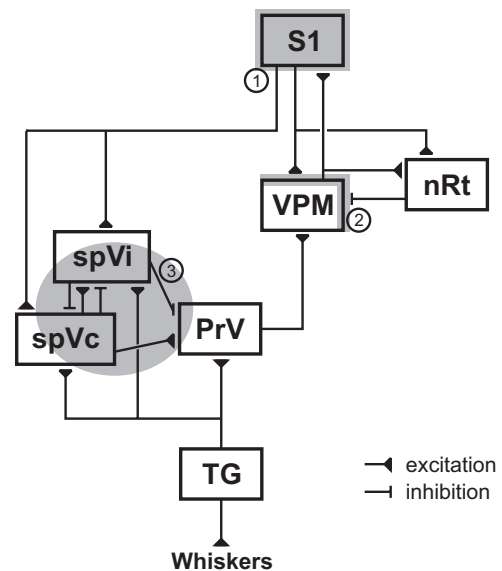 S1
1
nRt
VPM
2
spVi
3
PrV
spVc
TG
excitation
inhibition
Whiskers